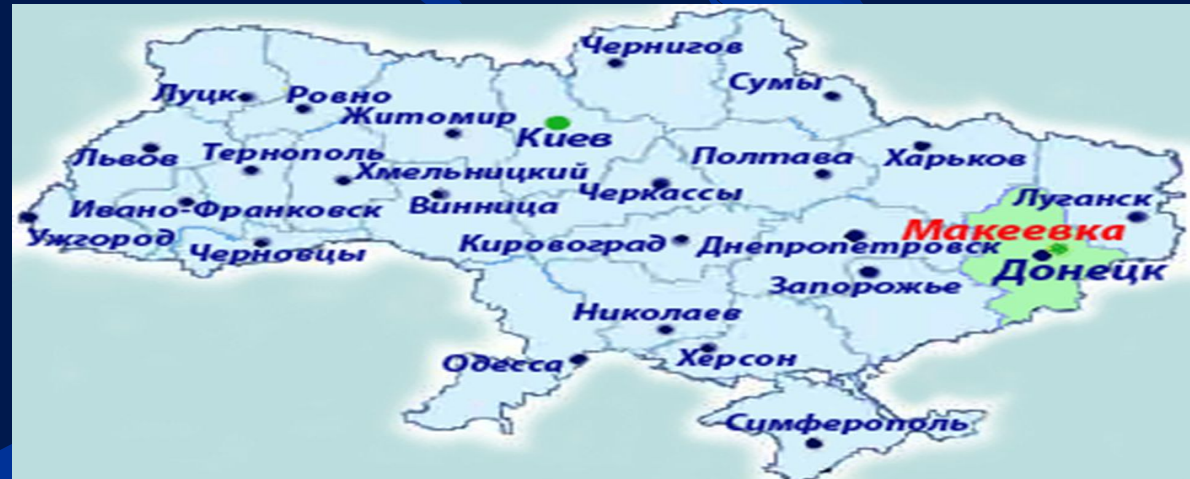 Чернигов
Сумы
Луцк
Ровно
Житомир
Киев
Львов
Тернополь
Полтава
Харьков
Хмельницкий
Черкассы
Луганск
Ивано-Франковск
Винница
Макеевка
Ужгород
Черновцы
Кировоград
Днепропетровск
Донецк
Запорожье
Николаев
Одесса
Херсон
Симферополь